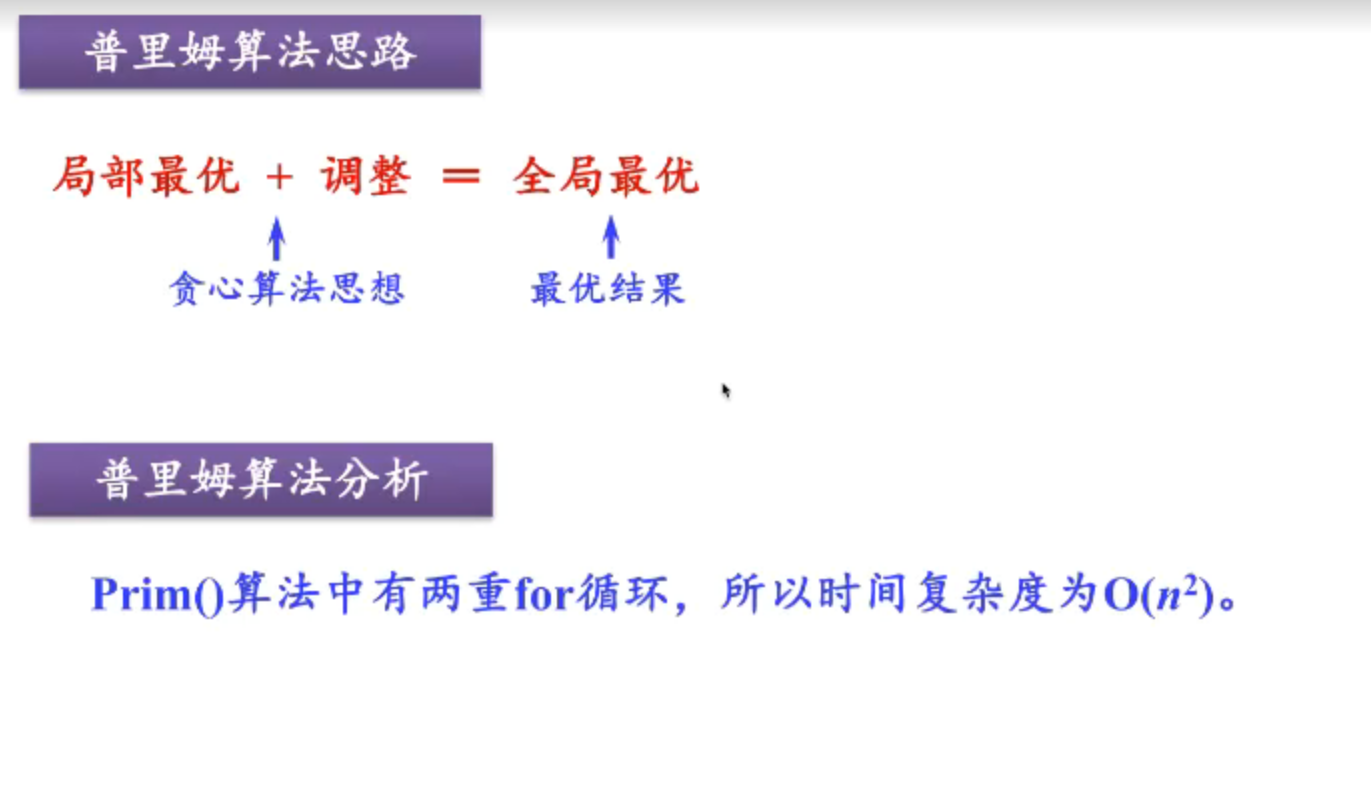 普里姆算法思路
局部最优 + 调整 = 全局最优
贪心算法思想 最优结果
普里姆算法分析
Prim()算法中有两重for循环，所以时间复杂度为O(n²)。